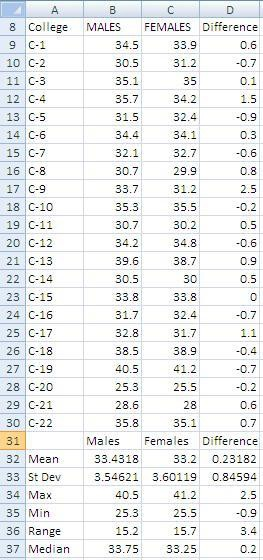 A B C D
8 College MALES FEMALES Difference
9 C-1 34.5 33.9 0.6
10 C-2 30.5 31.2 -0.7
11 C-3 35.1 35 0.1
12 C-4 35.7 34.2 1.5
13 C-5 31.5 32.4 -0.9
14 C-6 34.4 34.1 0.3
15 C-7 32.1 32.7 -0.6
16 C-8 30.7 29.9 0.8
17 C-9 33.7 31.2 2.5
18 C-10 35.3 35.5 -0.2
19 C-11 30.7 30.2 0.5
20 C-12 34.2 34.8 -0.6
21 C-13 39.6 38.7 0.9
22 C-14 30.5 30 0.5
23 C-15 33.8 33.8 0
24 C-16 31.7 32.4 -0.7
25 C-17 32.8 31.7 1.1
26 C-18 38.5 38.9 -0.4
27 C-19 40.5 41.2 -0.7
28 C-20 25.3 25.5 -0.2
29 C-21 28.6 28 0.6
30 C-22 35.8 35.1 0.7
31 Males Females Difference
32 Mean 33.4318 33.2 0.23182
33 St Dev 3.54621 3.60119 0.84594
34 Max 40.5 41.2 2.5
35 Min 25.3 25.5 -0.9
36 Range 15.2 15.7 3.4
37 Median 33.75 33.25 0.2